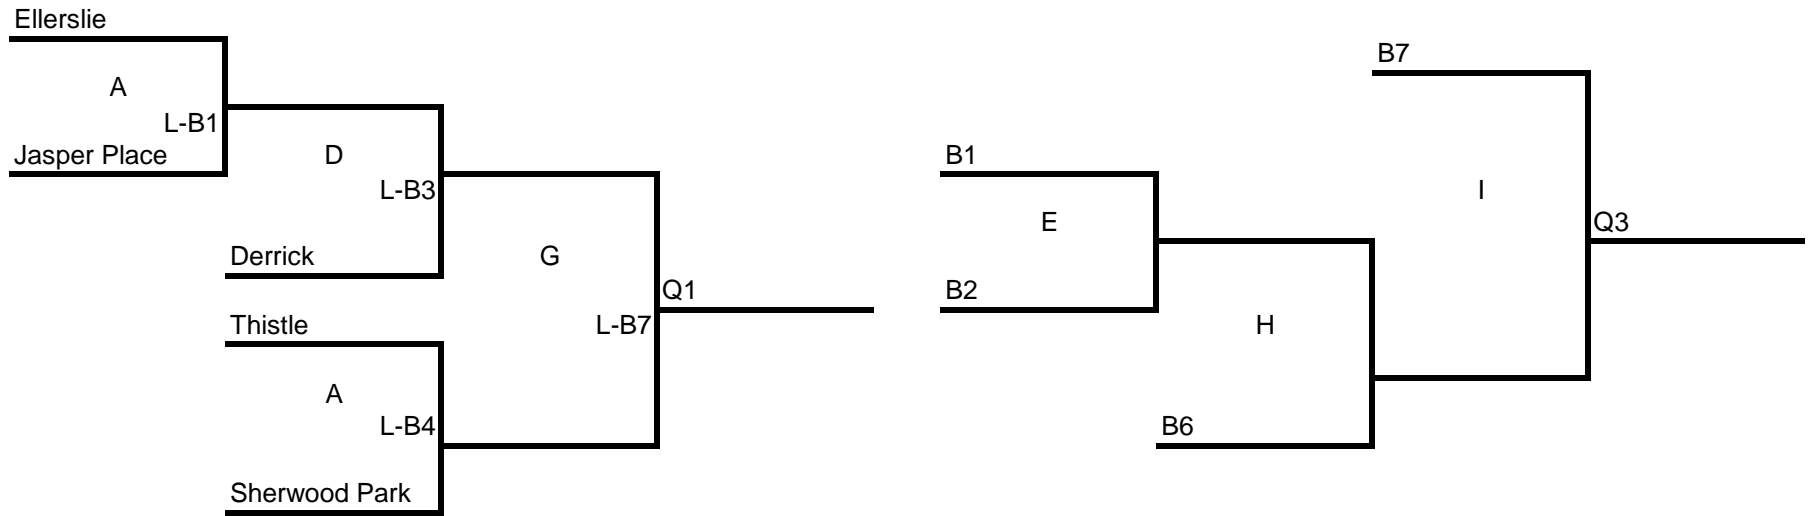 Ellerslie
A
L-B1
Jasper Place
D
L-B3
Derrick
G
Thistle
Q1
L-B7
A
L-B4
Sherwood Park
B7
B1
I
E
Q3
B2
H
B6